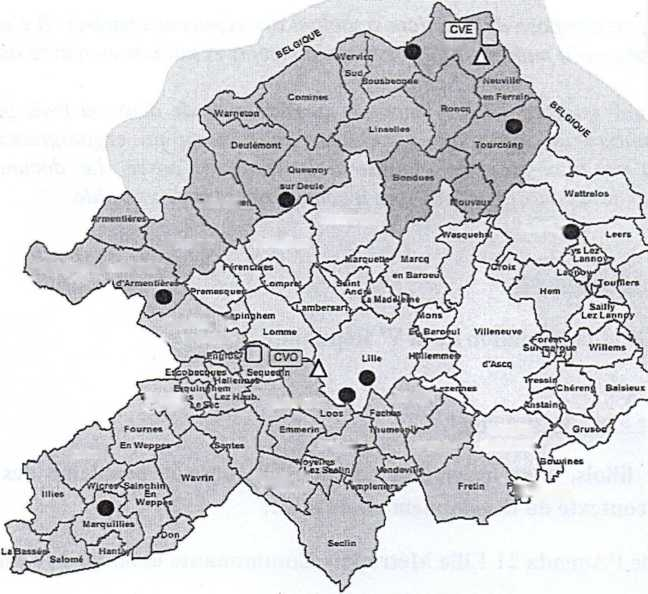 CVE
BELGIQUE
Wervicq
Sud
Bousbecque
Neuville
en Ferrain
Comines
Roncq
BELGIQUE
Warneton
Linselles
Tourcoing
Deulémont
Quesnoy
sur Deule
Bondues
Wattrelos
en
Mouvaux
Armentières
Wasquehal
Leers
Lys Lez
Lannoy
Marquette
Marcq
en Baroeul
Pérenchies
Croix
Lannoy
Toufflers
d'Armentières
Prémesques
Lompret
Saint
André
La Madeleine
Hem
Sailly
Lez Lannoy
Lambersart
Mons
En Baroeul
Villeneuve
d'Ascq
Lomme
Forest
Sur marque
Willems
Englos
CVO
Lille
Hellemmes
Escobecques
Sequedin
Hallennes
Lez Haub.
Tressin
Chéreng
Baisieux
Lezennes
Le Sec
Anstaing
Loos
Faches
Thumesnil
Gruson
Fournes
En Weppes
Emmerin
Santes
Bouvines
Noyelles
Lez Seclin
Vendeville
Wavrin
Templemars
Fretin
Illies
Wicres
Sainghin
En
Weppes
Marquillies
Don
Seclin
La Bassée
Hantay
Salomé